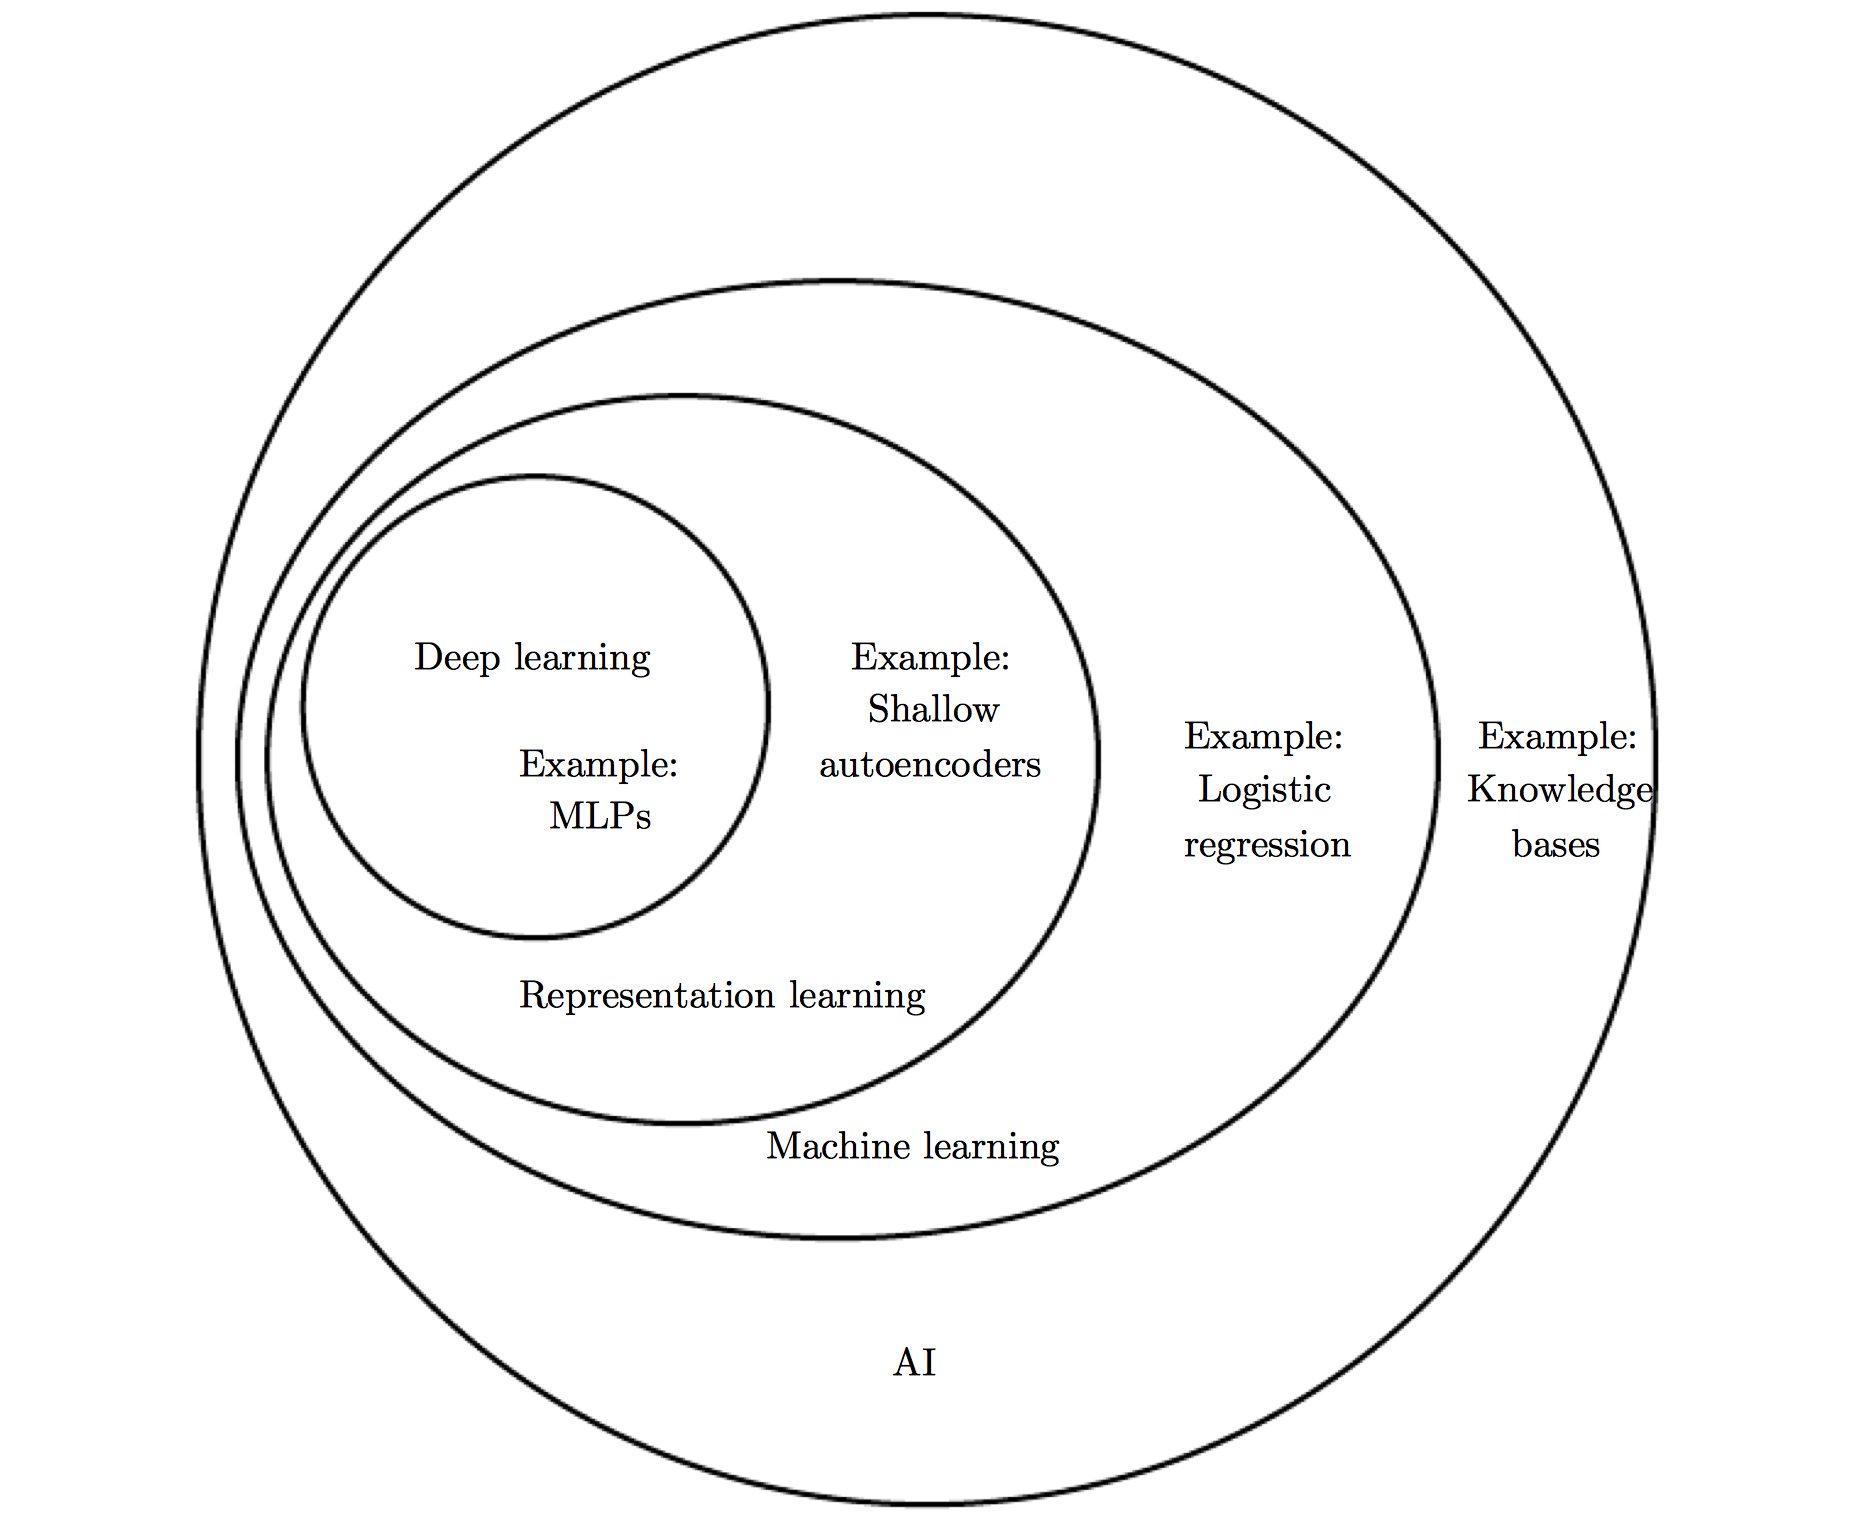 Deep learning
Example:
MLPs
Example:
Shallow
autoencoders
Example:
Logistic
regression
Example:
Knowledge
bases
Representation learning
Machine learning
AI